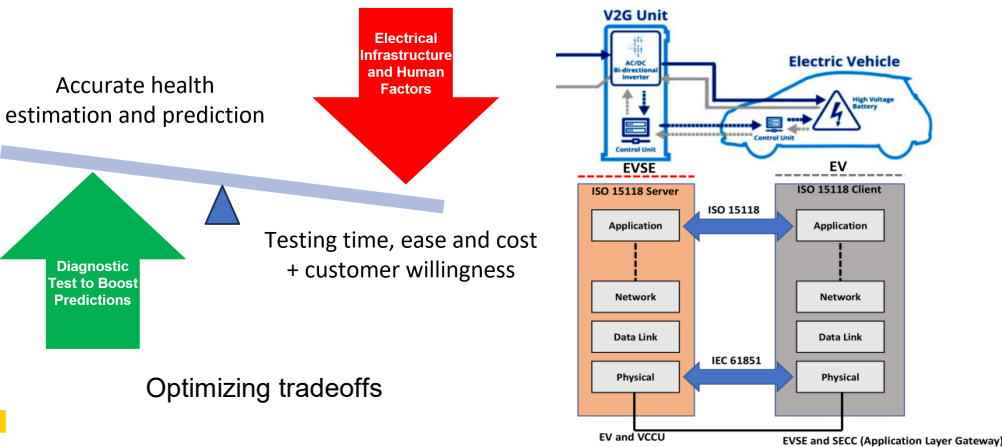 Electrical
Infrastructure
and Human
Factors
Accurate health
estimation and prediction
Testing time, ease and cost
+ customer willingness
Diagnostic
Test to Boost
Predictions
Optimizing tradeoffs
V2G Unit
AC/DC
Bi-directional
Inverter
Control Unit
Electric Vehicle
High Voltage
Battery
Control Unit
EVSE
EV
ISO 15118 Server
ISO 15118 Client
ISO 15118
Application
Application
Network
Network
Data Link
Data Link
IEC 61851
Physical
Physical
EV and VCCU
EVSE and SECC (Application Layer Gateway)